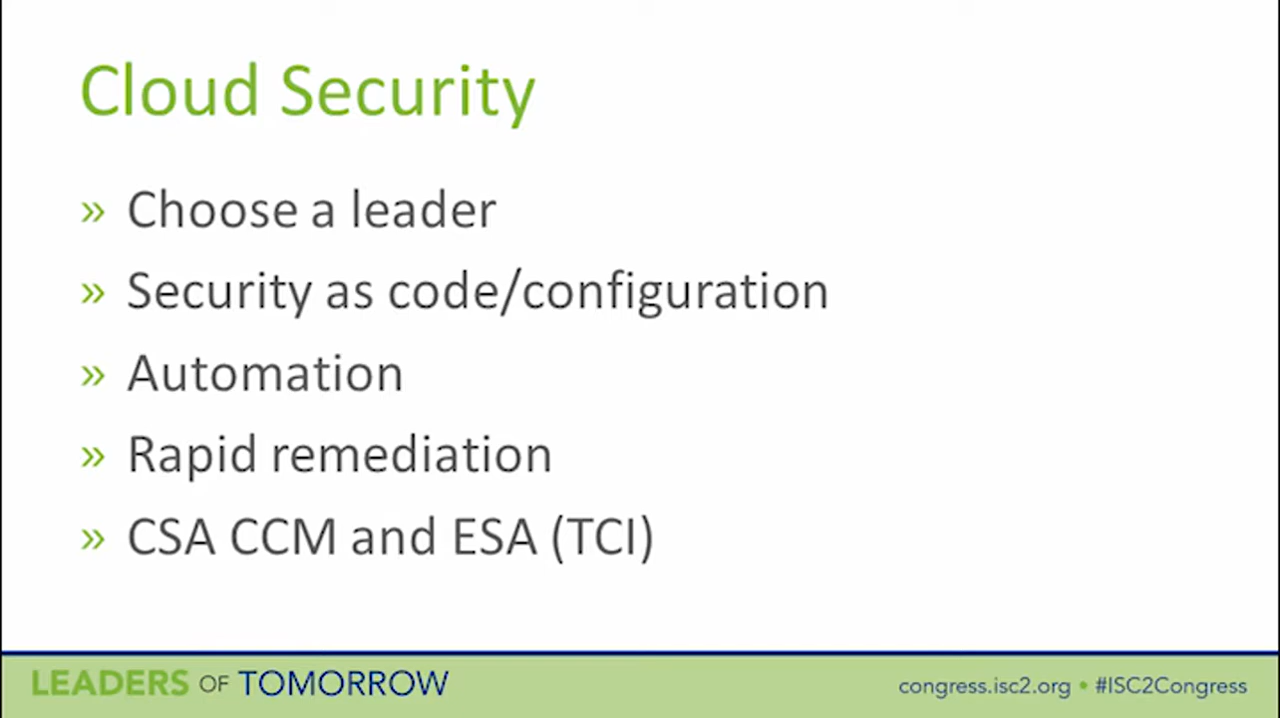 Cloud Security
» Choose a leader
» Security as code/configuration
» Automation
» Rapid remediation
» CSA CCM and ESA (TCI)
LEADERS OF TOMORROW
congress.isc2.org • #ISC2Congress